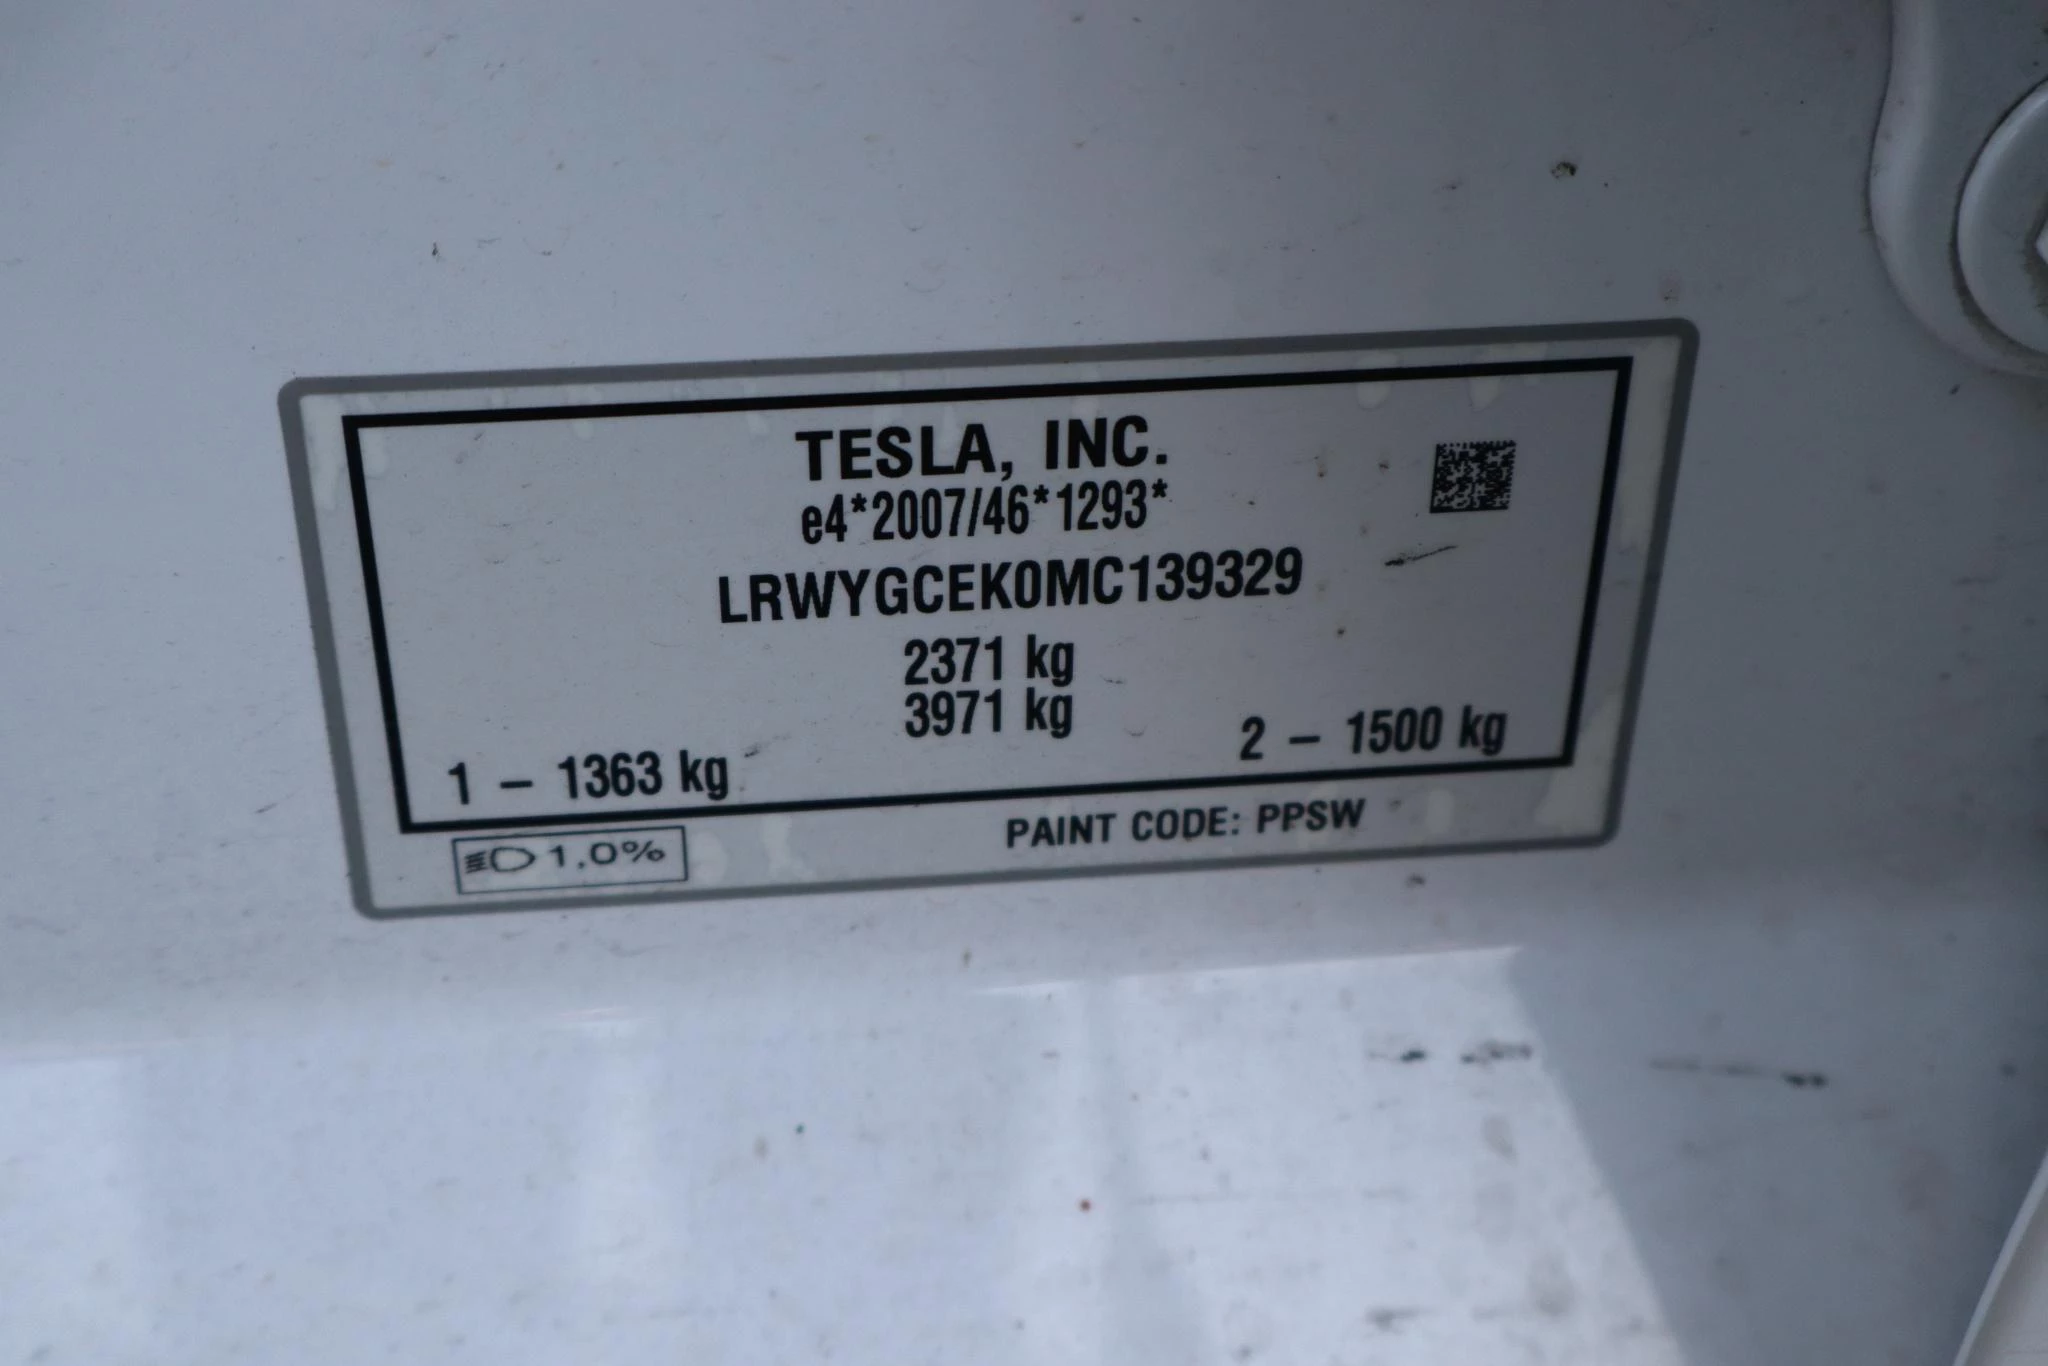 TESLA, INC.
e4*2007/46*1293*
LRWYGCEK0MC139329
2371 kg
3971 kg
1 – 1363 kg
2 – 1500 kg
1.0%
PAINT CODE: PPSW